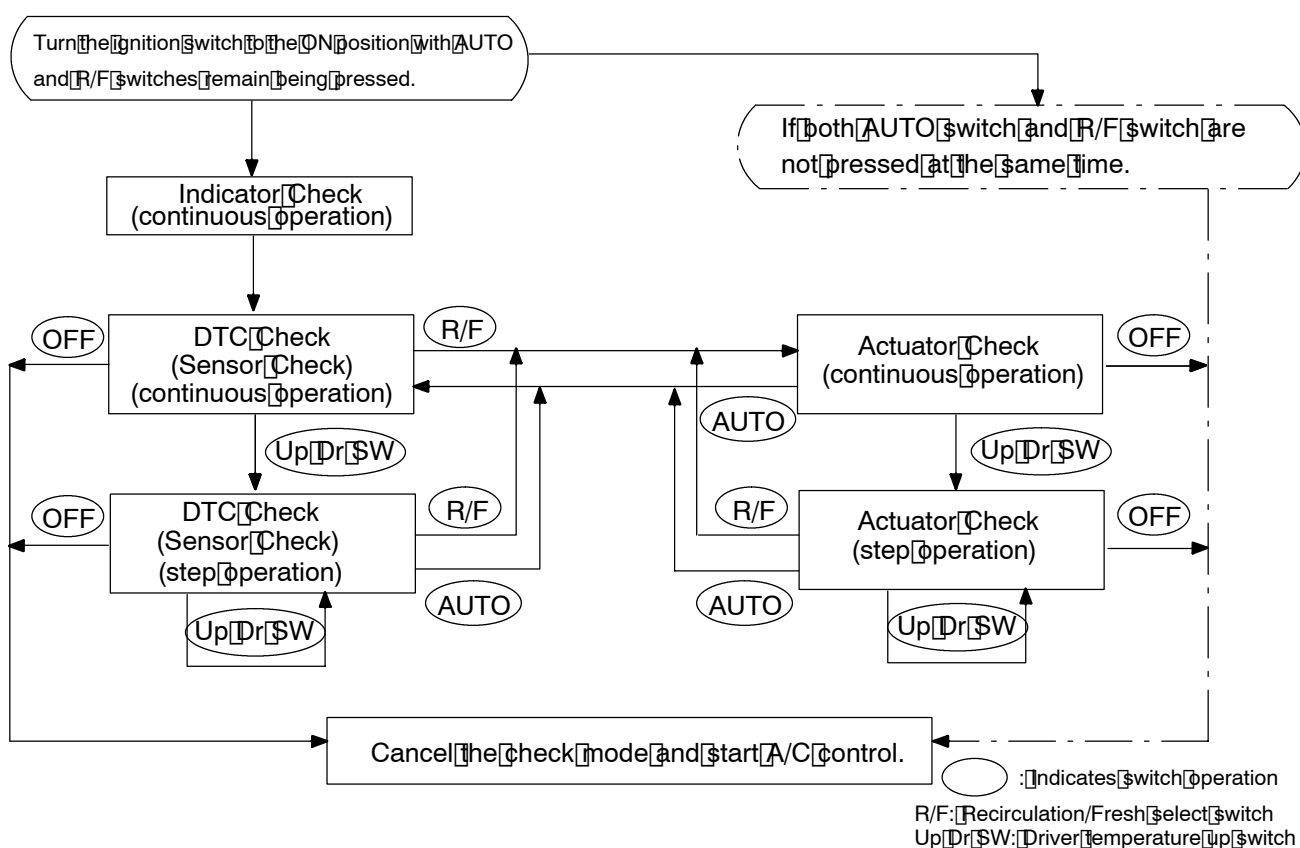 Turn the ignition switch to the ON position with AUTO
and R/F switches remain being pressed.
If both AUTO switch and R/F switch are
not pressed at the same time.
Indicator Check
(continuous operation)
OFF
DTC Check
(Sensor Check)
(continuous operation)
R/F
Actuator Check
(continuous operation)
OFF
AUTO
Up Dr SW
Up Dr SW
OFF
DTC Check
(Sensor Check)
(step operation)
R/F
AUTO
R/F
AUTO
Actuator Check
(step operation)
OFF
Up Dr SW
Up Dr SW
Cancel the check mode and start A/C control.
: Indicates switch operation
R/F: Recirculation/Fresh select switch
Up Dr SW: Driver temperature up switch